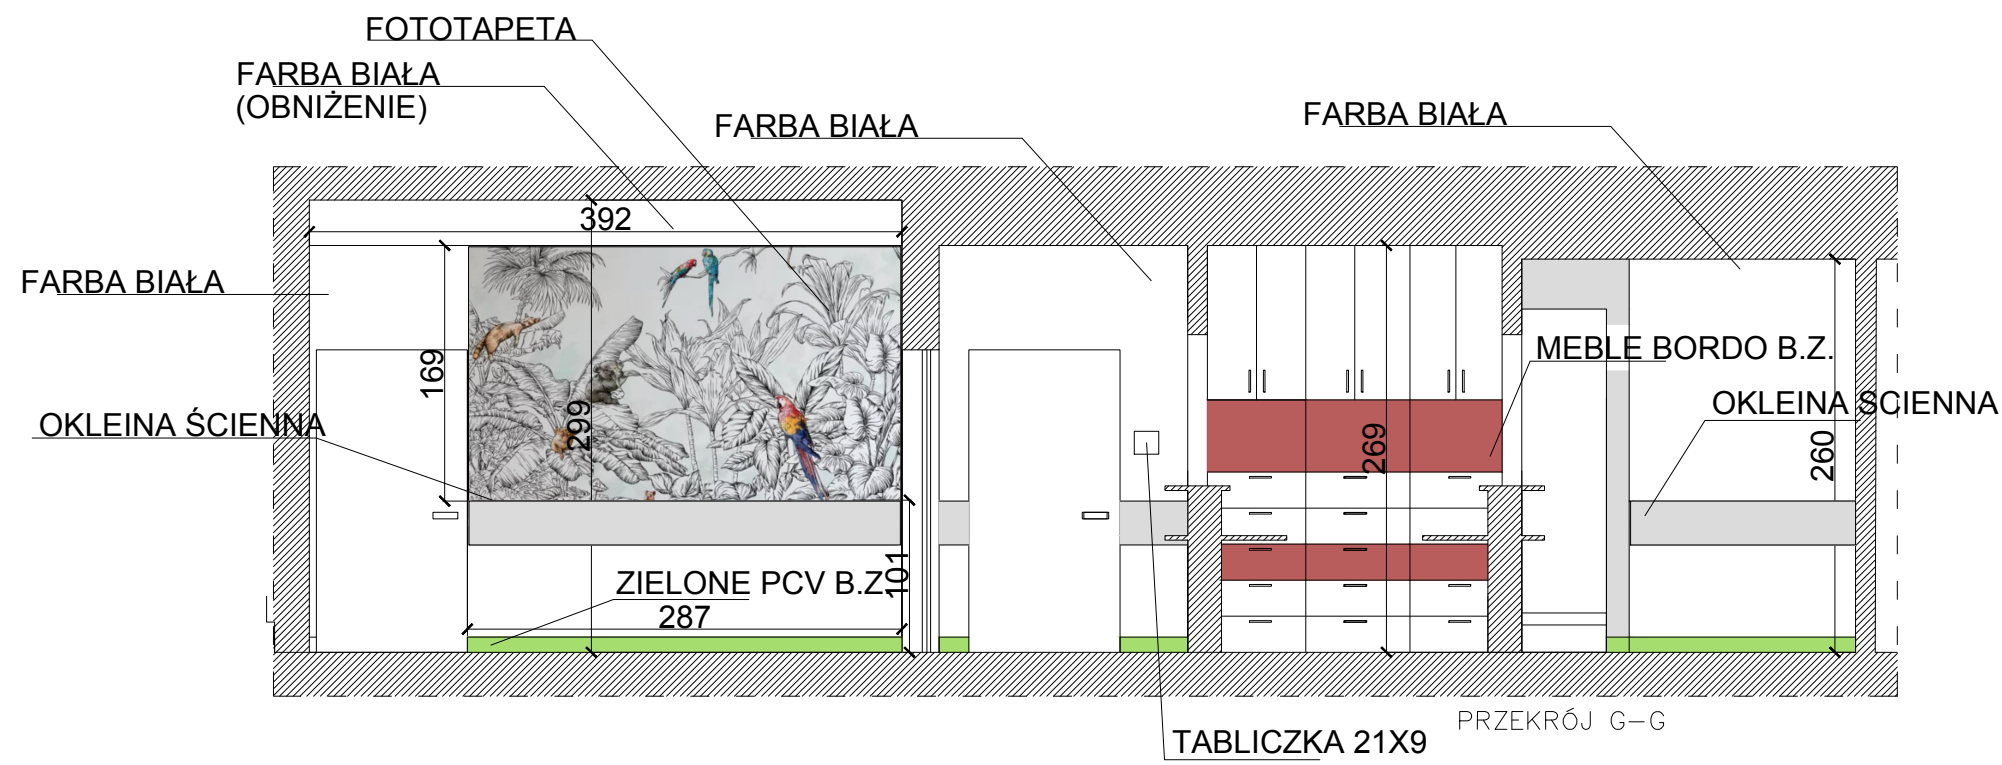 FOTOTAPETA
FARBA BIAŁA
(OBNIŻENIE)
FARBA BIAŁA
FARBA BIAŁA
392
FARBA BIAŁA
169
299
OKLEINA ŚCIENNA
MEBLE BORDO B.Z.
OKLEINA ŚCIENNA
269
260
101
ZIELONE PCV B.Z.
287
PRZEKRÓJ G-G
TABLICZKA 21X9